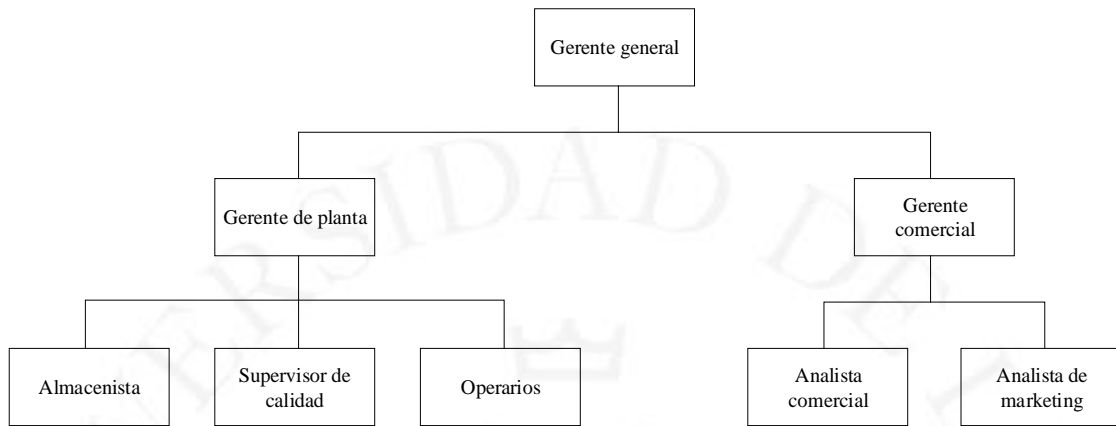 Gerente general
Gerente de planta
Gerente
comercial
Almacenista
Supervisor de
calidad
Operarios
Analista
comercial
Analista de
marketing